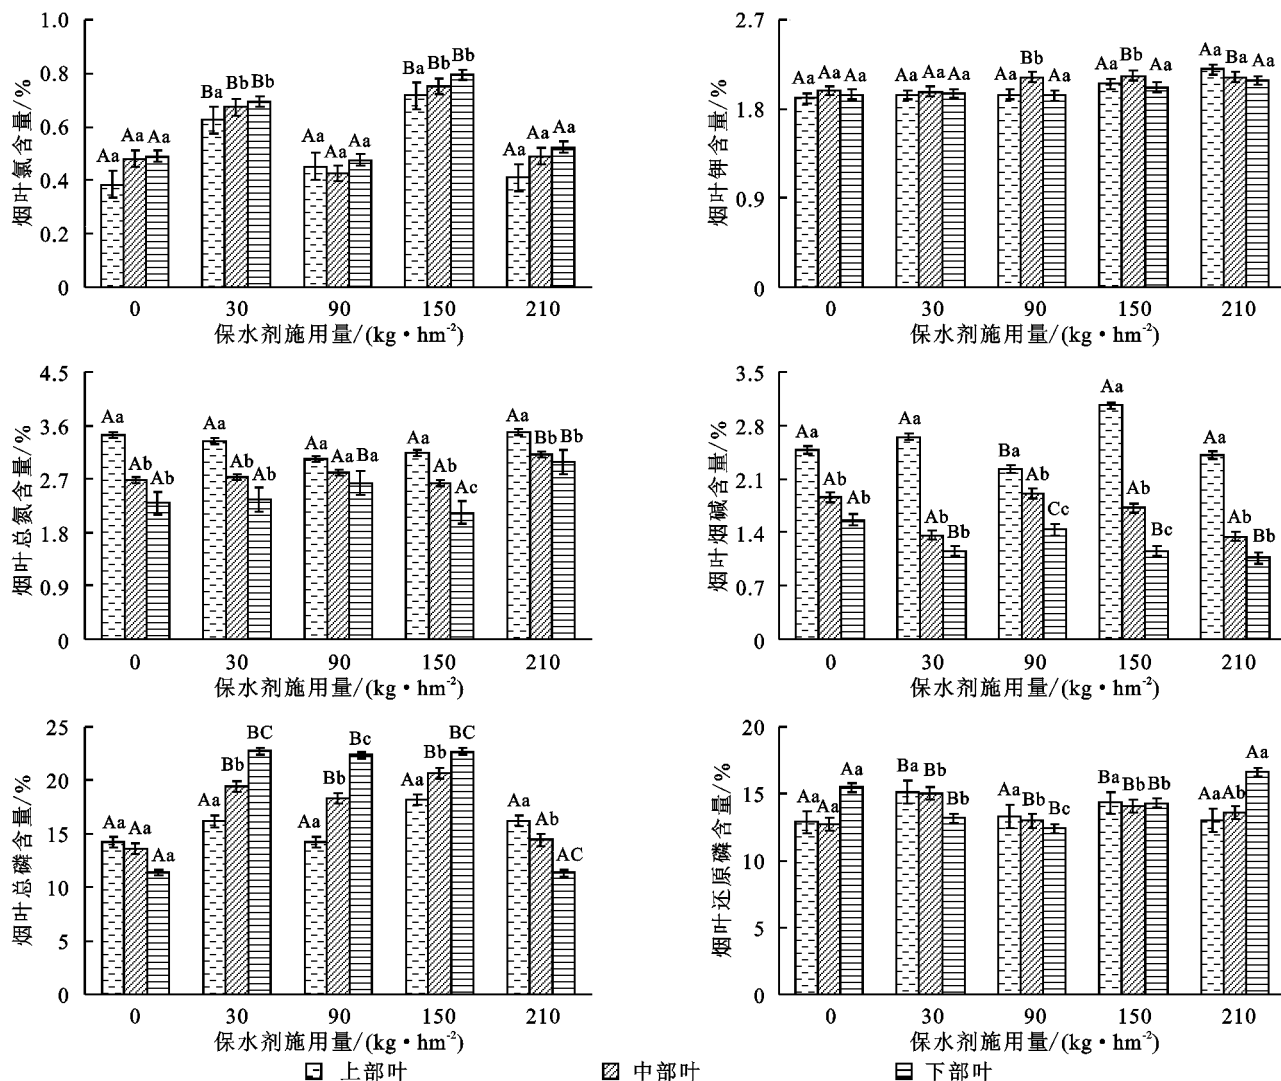 烟叶氯含量/%
1.0
0.8
0.6
0.4
0.2
0
Aa Aa Aa Ba Bb Bb Aa Aa Aa Ba Bb Bb Aa Aa Aa
0 30 90 150 210
保水剂施用量/(kg·hm⁻²)
烟叶钾含量/%
2.7
1.8
0.9
0
Aa Aa Aa Aa Aa Aa Aa Bb Aa Aa Bb Aa Aa Ba Aa
0 30 90 150 210
保水剂施用量/(kg·hm⁻²)
烟叶总氮含量/%
4.5
3.6
2.7
1.8
0.9
0
Aa Ab Ab Aa Ab Ab Aa Aa Ba Aa Ab Ac Aa Bb Bb
0 30 90 150 210
保水剂施用量/(kg·hm⁻²)
烟叶烟碱含量/%
3.5
2.8
2.1
1.4
0.7
0
Aa Ab Ab Aa Ab Bb Ba Ab Cc Aa Ab Bc Aa Ab Bb
0 30 90 150 210
保水剂施用量/(kg·hm⁻²)
烟叶总磷含量/%
25
20
15
10
5
0
Aa Aa Aa Aa Bb BC Aa Bb Bc Aa Bb BC Aa Ab AC
0 30 90 150 210
保水剂施用量/(kg·hm⁻²)
烟叶还原磷含量/%
20
15
10
5
0
Aa Aa Aa Ba Bb Bb Aa Bb Bc Ba Bb Bb Aa Ab Aa
0 30 90 150 210
保水剂施用量/(kg·hm⁻²)
上部叶 中部叶 下部叶